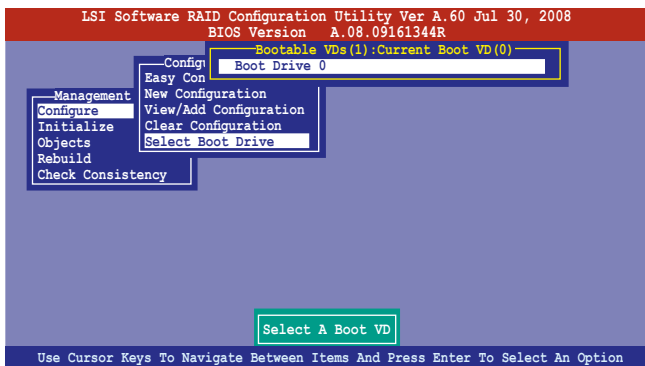 LSI Software RAID Configuration Utility Ver A.60 Jul 30, 2008
BIOS Version A.08.09161344R
Bootable VDs(1):Current Boot VD(0)
Boot Drive 0
Easy Con
New Configuration
View/Add Configuration
Clear Configuration
Select Boot Drive
Management
Configure
Initialize
Objects
Rebuild
Check Consistency
Select A Boot VD
Use Cursor Keys To Navigate Between Items And Press Enter To Select An Option